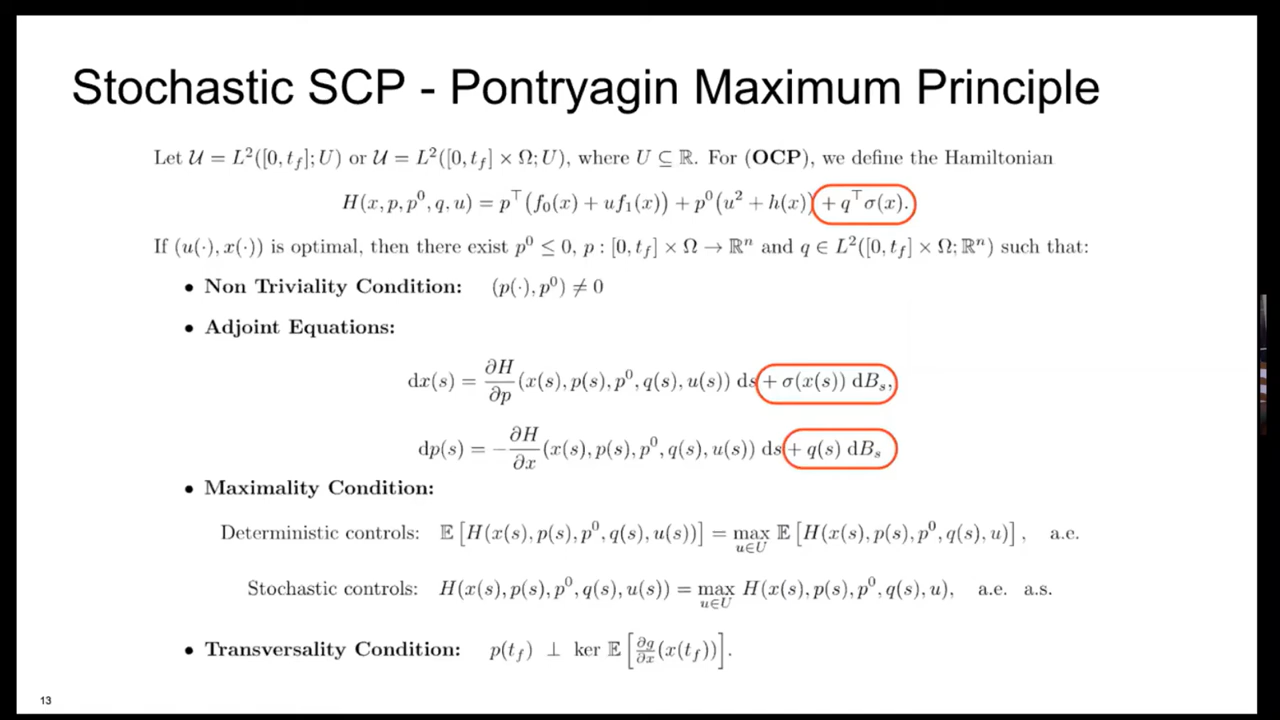 Stochastic SCP - Pontryagin Maximum Principle
Let 𝒰 = L²([0, t_f]; U) or 𝒰 = L²([0, t_f] × Ω; U), where U ⊆ ℝ. For (OCP), we define the Hamiltonian
H(x, p, p⁰, q, u) = p⊤(f₀(x) + uf₁(x)) + p⁰(u² + h(x)) + q⊤σ(x).
If (u(·), x(·)) is optimal, then there exist p⁰ ≤ 0, p : [0, t_f] × Ω → ℝⁿ and q ∈ L²([0, t_f] × Ω; ℝⁿ) such that:
• Non Triviality Condition: (p(·), p⁰) ≠ 0
• Adjoint Equations:
dx(s) = ∂H/∂p (x(s), p(s), p⁰, q(s), u(s)) ds + σ(x(s)) dB_s,
dp(s) = −∂H/∂x (x(s), p(s), p⁰, q(s), u(s)) ds + q(s) dB_s
• Maximality Condition:
Deterministic controls: 𝔼[H(x(s), p(s), p⁰, q(s), u(s))] = max_{u∈U} 𝔼[H(x(s), p(s), p⁰, q(s), u)], a.e.
Stochastic controls: H(x(s), p(s), p⁰, q(s), u(s)) = max_{u∈U} H(x(s), p(s), p⁰, q(s), u), a.e. a.s.
• Transversality Condition: p(t_f) ⊥ ker 𝔼[∂g/∂x (x(t_f))].
13